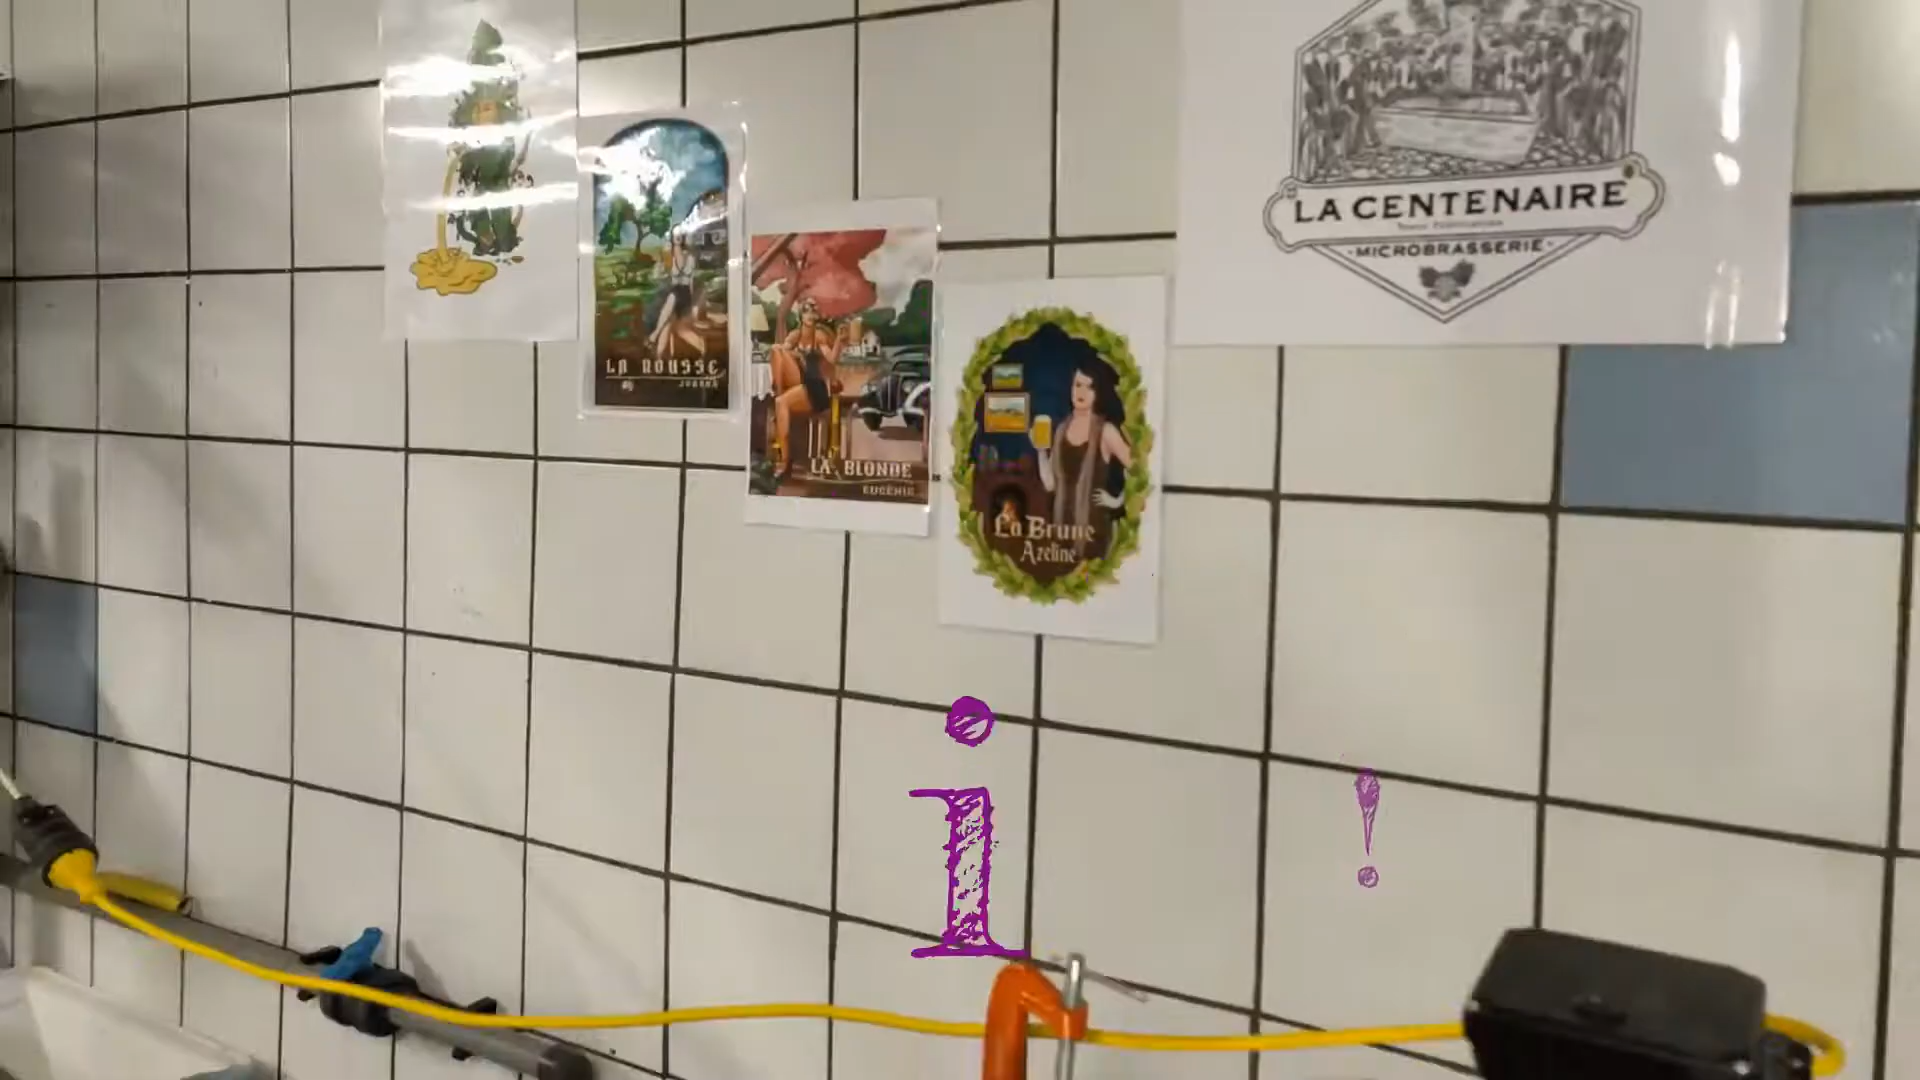 LA CENTENAIRE
·MICROBRASSERIE·
LA ROUSSE
LA BLONDE
EUGÉNIE
La Brune
Azeline
i
!